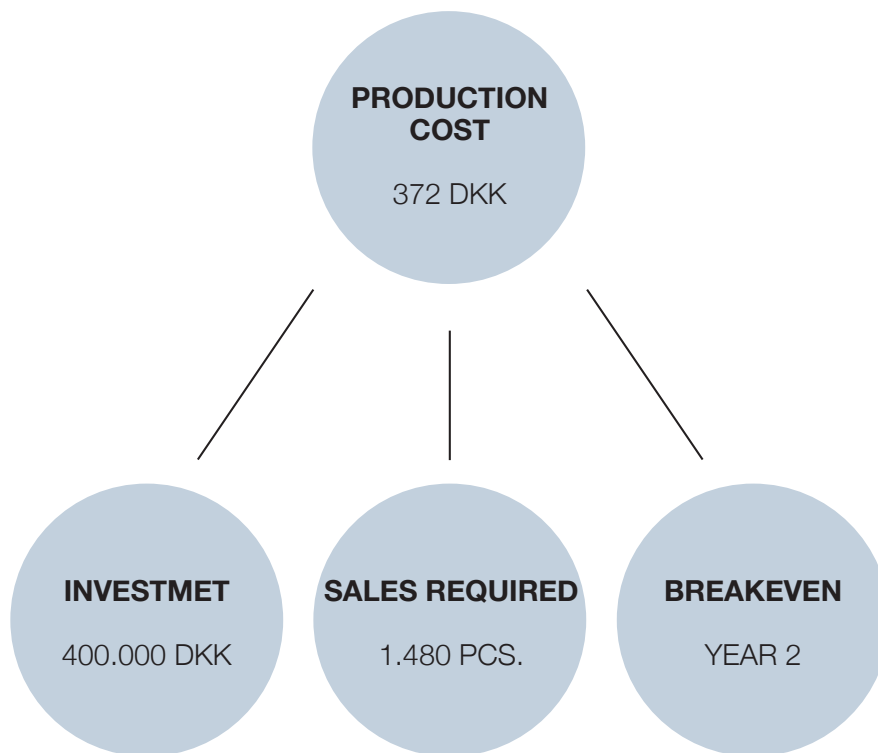 PRODUCTION
COST
372 DKK
INVESTMET
400.000 DKK
SALES REQUIRED
1.480 PCS.
BREAKEVEN
YEAR 2